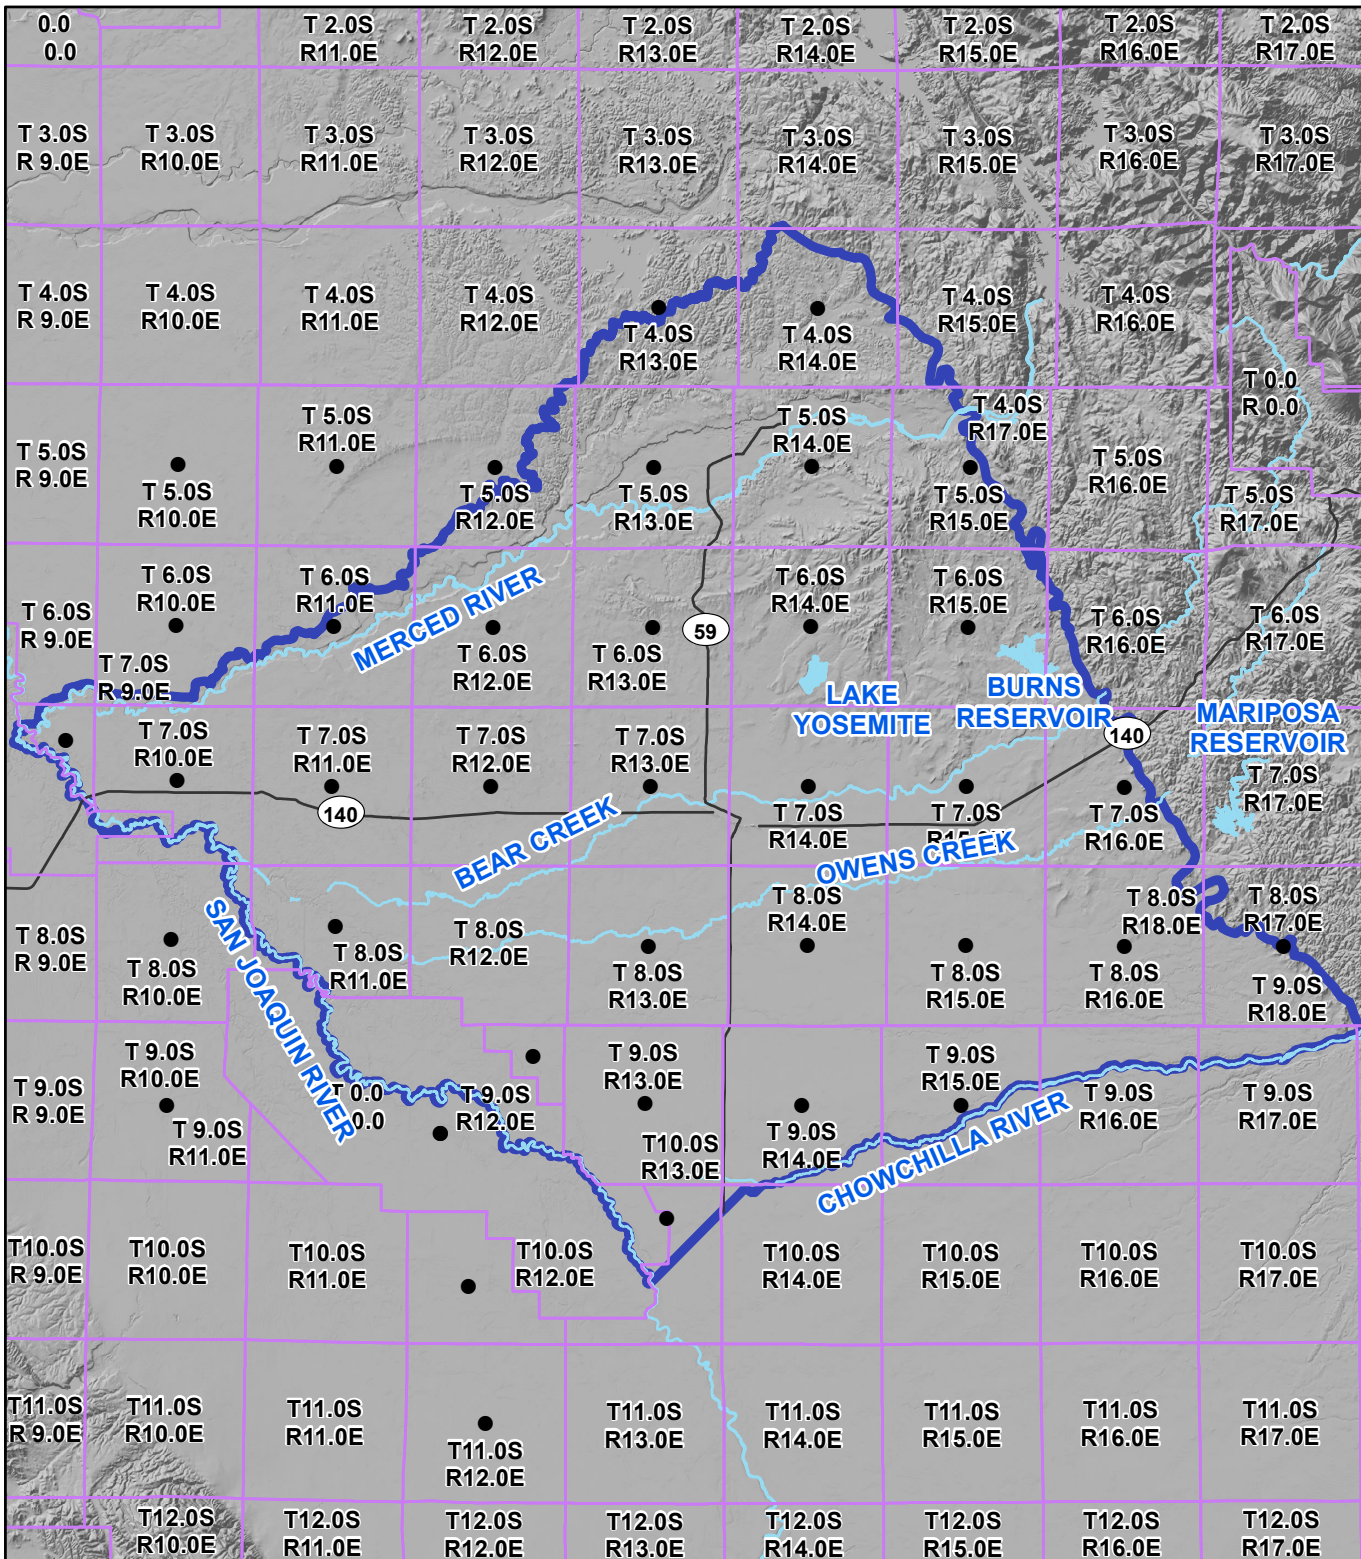 0.0
0.0
T 2.0S
R11.0E
T 2.0S
R12.0E
T 2.0S
R13.0E
T 2.0S
R14.0E
T 2.0S
R15.0E
T 2.0S
R16.0E
T 2.0S
R17.0E
T 3.0S
R 9.0E
T 3.0S
R10.0E
T 3.0S
R11.0E
T 3.0S
R12.0E
T 3.0S
R13.0E
T 3.0S
R14.0E
T 3.0S
R15.0E
T 3.0S
R16.0E
T 3.0S
R17.0E
T 4.0S
R 9.0E
T 4.0S
R10.0E
T 4.0S
R11.0E
T 4.0S
R12.0E
T 4.0S
R13.0E
T 4.0S
R14.0E
T 4.0S
R15.0E
T 4.0S
R16.0E
T 0.0
R 0.0
T 5.0S
R 9.0E
T 5.0S
R10.0E
T 5.0S
R11.0E
T 5.0S
R12.0E
T 5.0S
R13.0E
T 5.0S
R14.0E
T 4.0S
R17.0E
T 5.0S
R15.0E
T 5.0S
R16.0E
T 5.0S
R17.0E
T 6.0S
R 9.0E
T 6.0S
R10.0E
T 6.0S
R11.0E
MERCED RIVER
T 6.0S
R12.0E
T 6.0S
R13.0E
59
T 6.0S
R14.0E
T 6.0S
R15.0E
T 6.0S
R16.0E
T 6.0S
R17.0E
T 7.0S
R 9.0E
LAKE
YOSEMITE
BURNS
RESERVOIR
140
MARIPOSA
RESERVOIR
T 7.0S
R10.0E
T 7.0S
R11.0E
T 7.0S
R12.0E
T 7.0S
R13.0E
T 7.0S
R14.0E
T 7.0S
R15.0E
T 7.0S
R16.0E
T 7.0S
R17.0E
140
BEAR CREEK
OWENS CREEK
T 8.0S
R 9.0E
T 8.0S
R10.0E
SAN JOAQUIN RIVER
T 8.0S
R11.0E
T 8.0S
R12.0E
T 8.0S
R13.0E
T 8.0S
R14.0E
T 8.0S
R15.0E
T 8.0S
R16.0E
T 8.0S
R18.0E
T 8.0S
R17.0E
T 9.0S
R18.0E
T 9.0S
R 9.0E
T 9.0S
R10.0E
T 9.0S
R11.0E
T 0.0
0.0
T 9.0S
R12.0E
T 9.0S
R13.0E
T10.0S
R13.0E
T 9.0S
R14.0E
T 9.0S
R15.0E
CHOWCHILLA RIVER
T 9.0S
R16.0E
T 9.0S
R17.0E
T10.0S
R 9.0E
T10.0S
R10.0E
T10.0S
R11.0E
T10.0S
R12.0E
T10.0S
R14.0E
T10.0S
R15.0E
T10.0S
R16.0E
T10.0S
R17.0E
T11.0S
R 9.0E
T11.0S
R10.0E
T11.0S
R11.0E
T11.0S
R12.0E
T11.0S
R13.0E
T11.0S
R14.0E
T11.0S
R15.0E
T11.0S
R16.0E
T11.0S
R17.0E
T12.0S
R10.0E
T12.0S
R11.0E
T12.0S
R12.0E
T12.0S
R13.0E
T12.0S
R14.0E
T12.0S
R15.0E
T12.0S
R16.0E
T12.0S
R17.0E